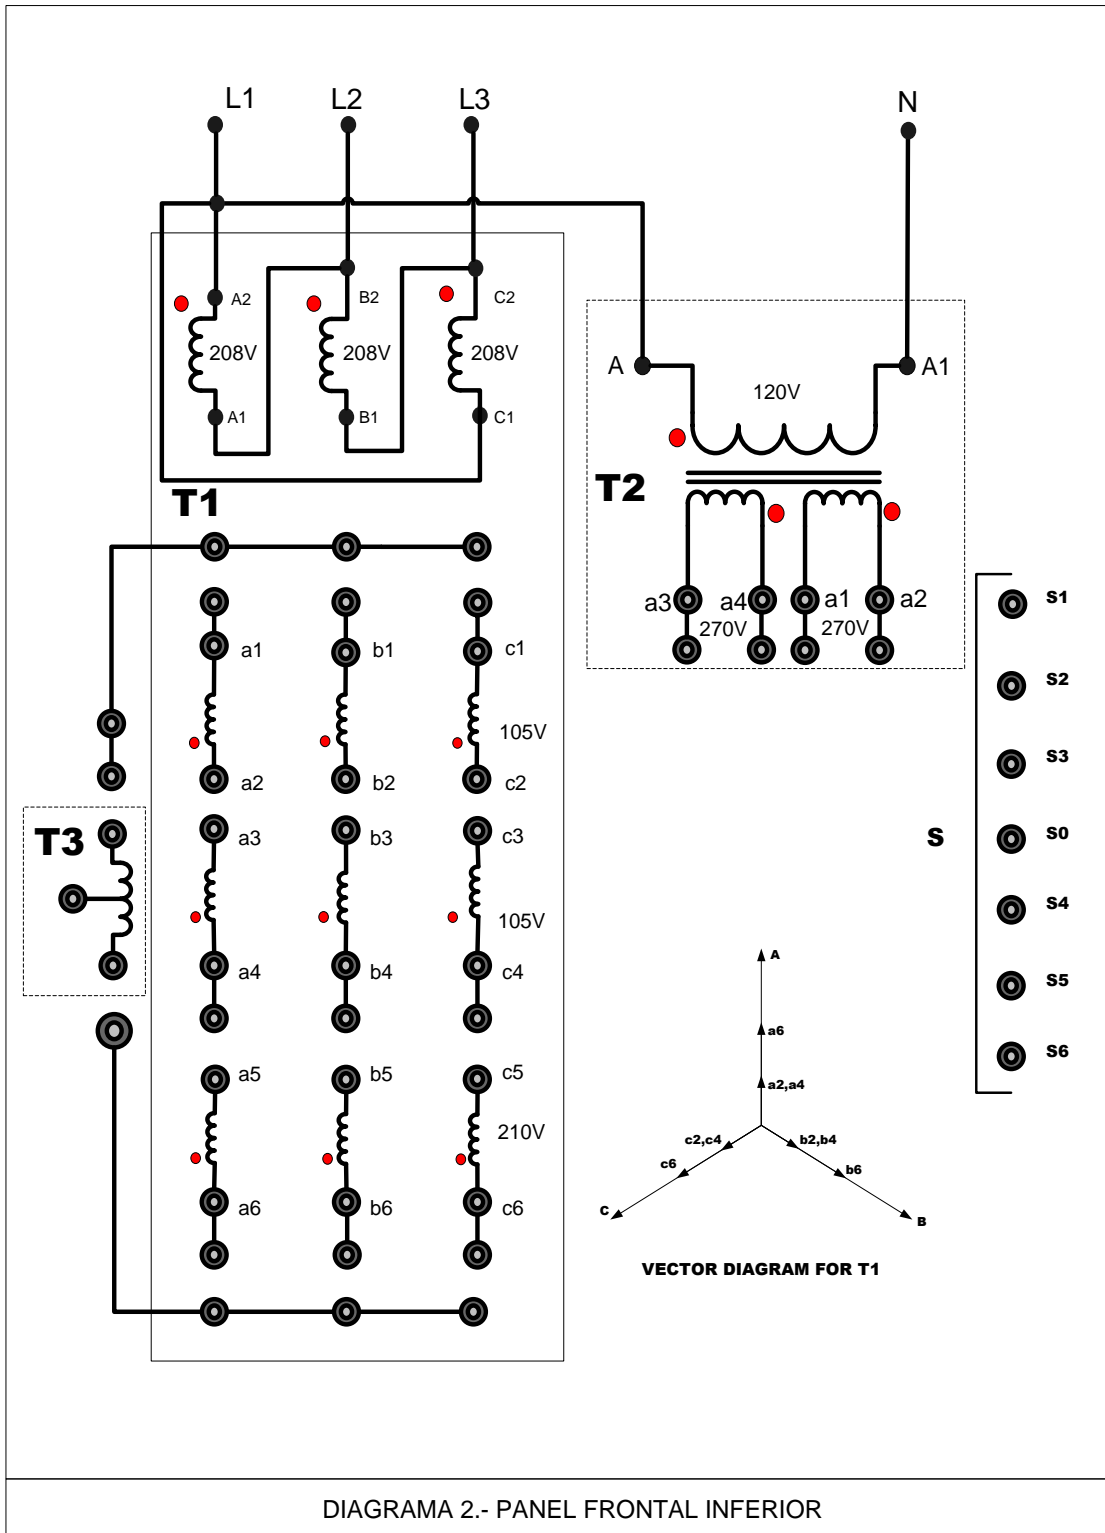 L1 L2 L3 N
A2 B2 C2
208V 208V 208V
A1 B1 C1
A A1
120V
T1 T2
a3 a4 a1 a2
270V 270V
a1 b1 c1
105V
a2 b2 c2
T3
a3 b3 c3
105V
a4 b4 c4
a5 b5 c5
210V
a6 b6 c6
S
S1
S2
S3
S0
S4
S5
S6
A
a6
a2,a4
c2,c4 b2,b4
c6 b6
C B
VECTOR DIAGRAM FOR T1
DIAGRAMA 2.- PANEL FRONTAL INFERIOR